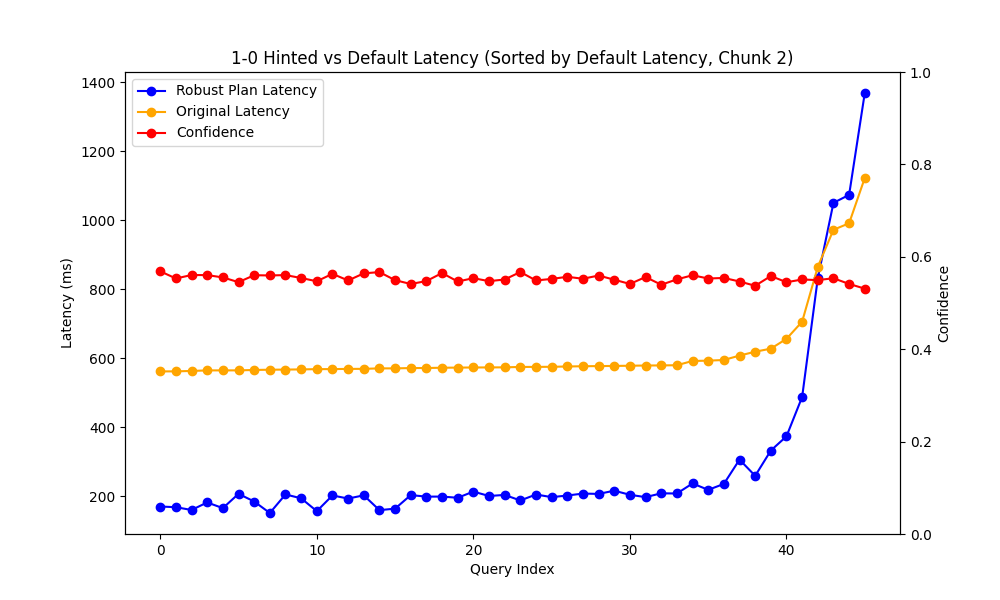 1-0 Hinted vs Default Latency (Sorted by Default Latency, Chunk 2)
Robust Plan Latency
Original Latency
Confidence
1400
1200
1000
800
600
400
200
Latency (ms)
1.0
0.8
0.6
0.4
0.2
0.0
Confidence
0
10
20
30
40
Query Index